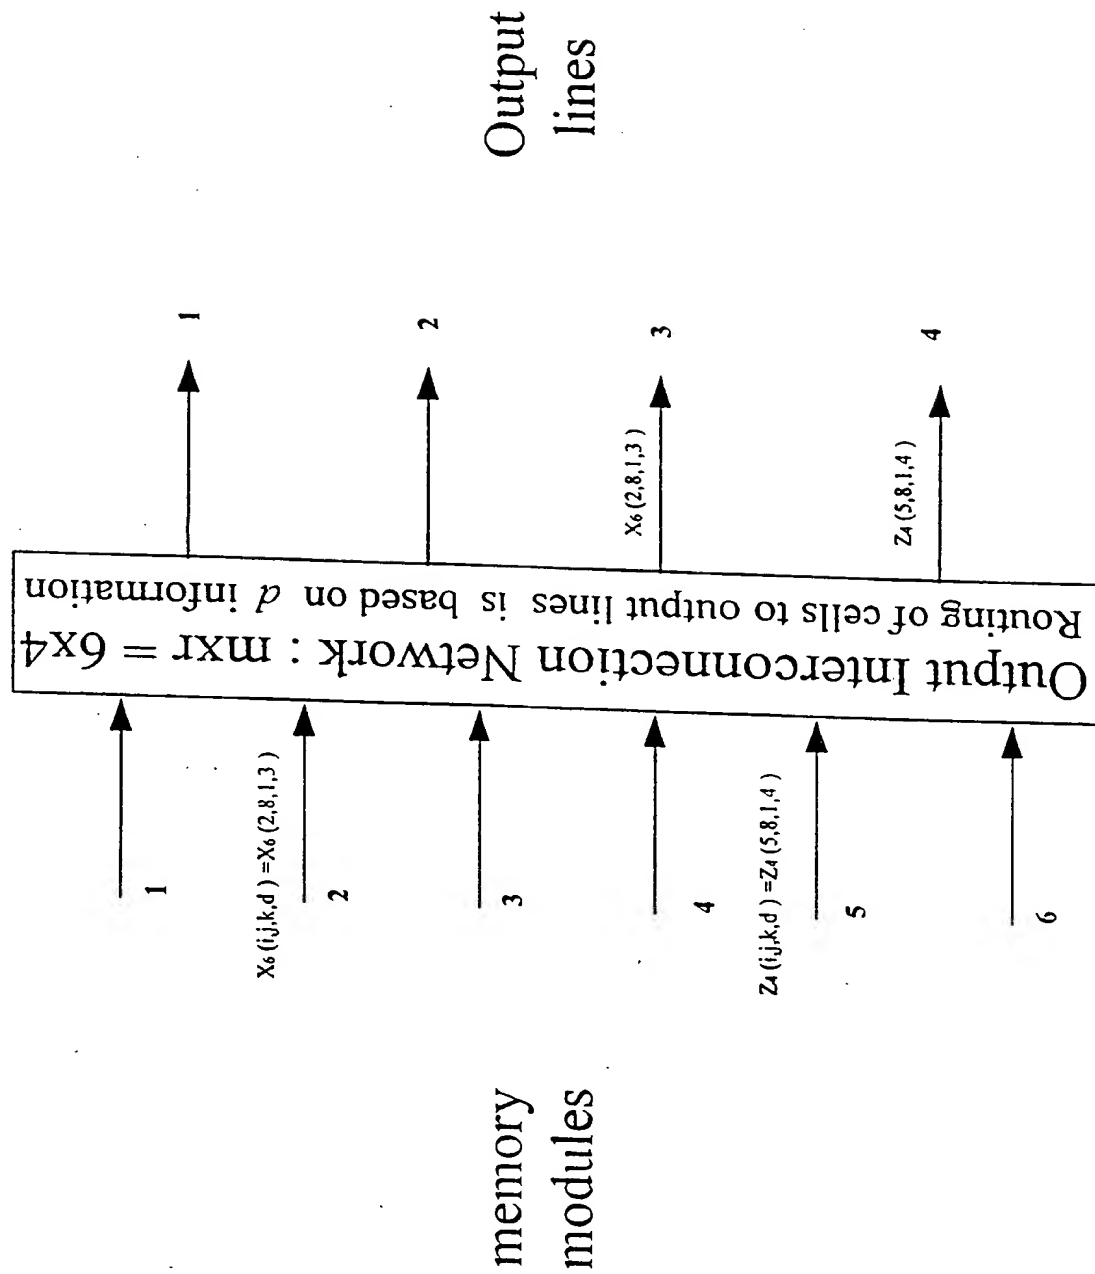 memory
modules
1
X6 (i,j,k,d ) =X6 (2,8,1,3 )
2
3
4
Z4 (i,j,k,d ) =Z4 (5,8,1,4 )
5
6
Output Interconnection Network : mxr = 6x4
Routing of cells to output lines is based on d information
1
2
X6 (2,8,1,3 )
3
Z4 (5,8,1,4 )
4
Output
lines